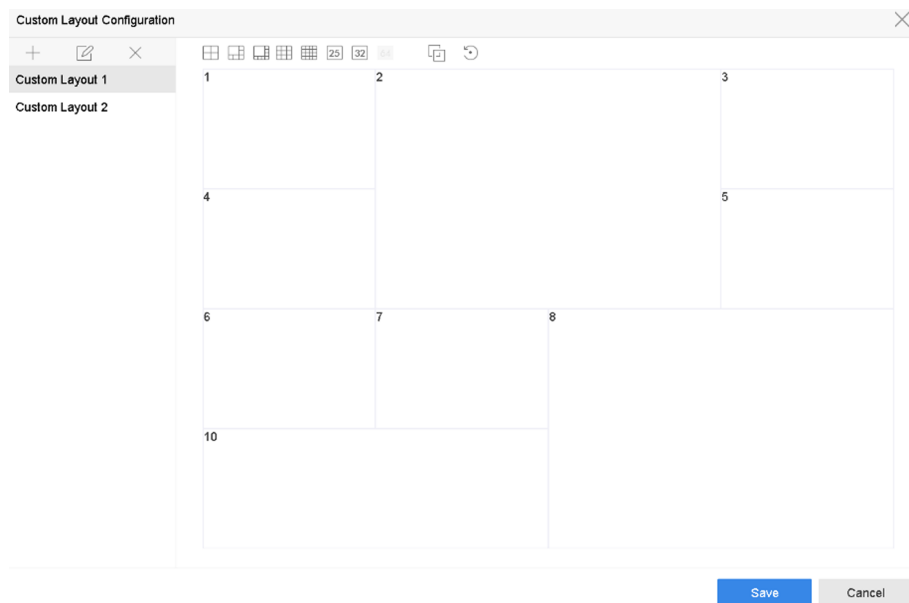 Custom Layout Configuration
25 32 64
Custom Layout 1
Custom Layout 2
1 2 3
4 5
6 7 8
10
Save Cancel